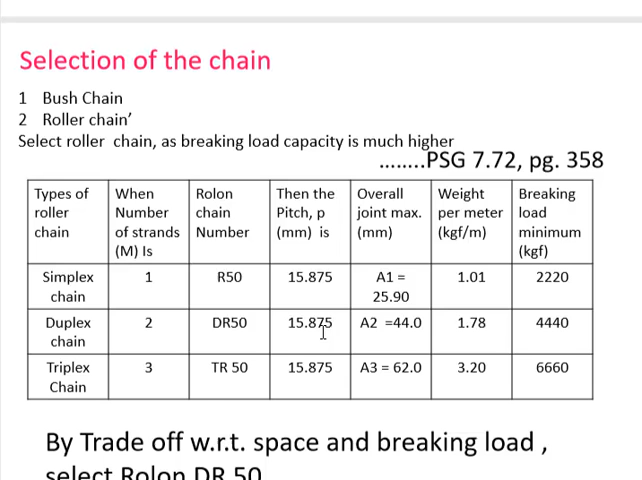 Selection of the chain
1 Bush Chain
2 Roller chain’
Select roller chain, as breaking load capacity is much higher
........PSG 7.72, pg. 358
Types of roller chain | When Number of strands (M) Is | Rolon chain Number | Then the Pitch, p (mm) is | Overall joint max. (mm) | Weight per meter (kgf/m) | Breaking load minimum (kgf)
Simplex chain | 1 | R50 | 15.875 | A1 = 25.90 | 1.01 | 2220
Duplex chain | 2 | DR50 | 15.875 | A2 =44.0 | 1.78 | 4440
Triplex Chain | 3 | TR 50 | 15.875 | A3 = 62.0 | 3.20 | 6660
By Trade off w.r.t. space and breaking load ,
select Rolon DR 50